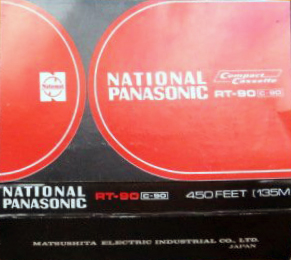 National
NATIONAL
PANASONIC
Compact
Cassette
RT-90 C-90
NATIONAL
PANASONIC
RT-90 C-90
450 FEET (135M
MATSUSHITA ELECTRIC INDUSTRIAL CO., LTD.
JAPAN